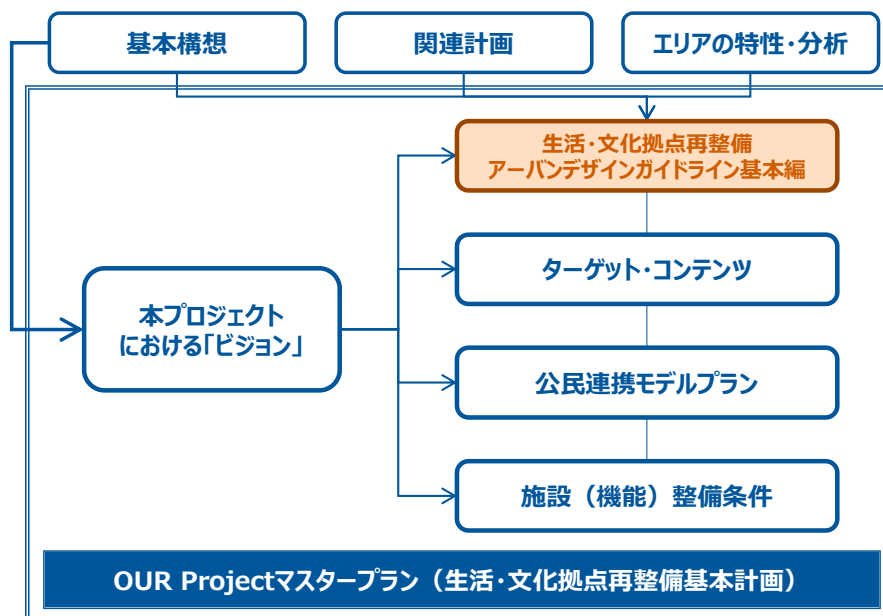 基本構想
関連計画
エリアの特性・分析
生活・文化拠点再整備
アーバンデザインガイドライン基本編
ターゲット・コンテンツ
本プロジェクト
における「ビジョン」
公民連携モデルプラン
施設（機能）整備条件
OUR Projectマスタープラン（生活・文化拠点再整備基本計画）